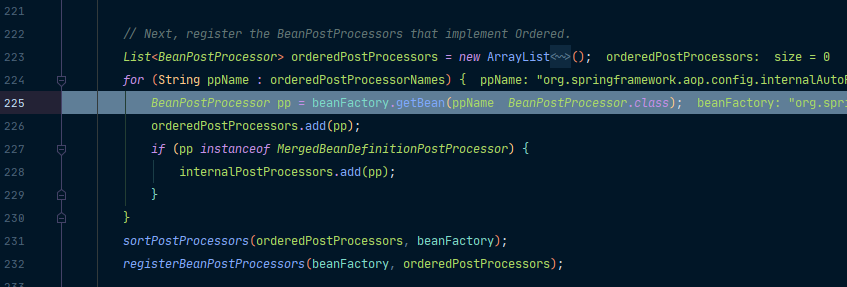 221
222 // Next, register the BeanPostProcessors that implement Ordered.
223 List<BeanPostProcessor> orderedPostProcessors = new ArrayList<~>(); orderedPostProcessors: size = 0
224 for (String ppName : orderedPostProcessorNames) { ppName: "org.springframework.aop.config.internalAuto
225 BeanPostProcessor pp = beanFactory.getBean(ppName BeanPostProcessor.class); beanFactory: "org.spri
226 orderedPostProcessors.add(pp);
227 if (pp instanceof MergedBeanDefinitionPostProcessor) {
228 internalPostProcessors.add(pp);
229 }
230 }
231 sortPostProcessors(orderedPostProcessors, beanFactory);
232 registerBeanPostProcessors(beanFactory, orderedPostProcessors);
233